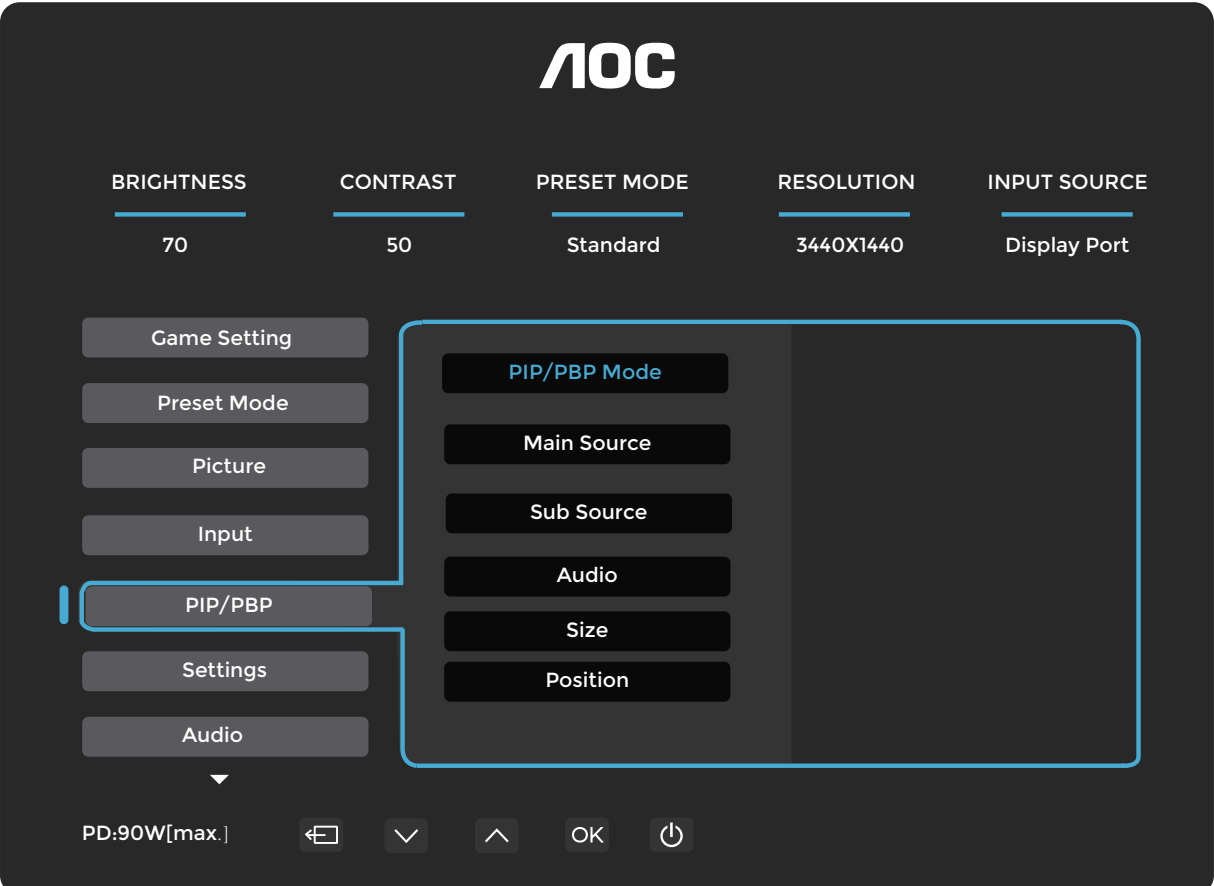 AOC
BRIGHTNESS CONTRAST PRESET MODE RESOLUTION INPUT SOURCE
70 50 Standard 3440X1440 Display Port
Game Setting
Preset Mode
Picture
Input
PIP/PBP
Settings
Audio
PIP/PBP Mode
Main Source
Sub Source
Audio
Size
Position
PD:90W[max.] OK